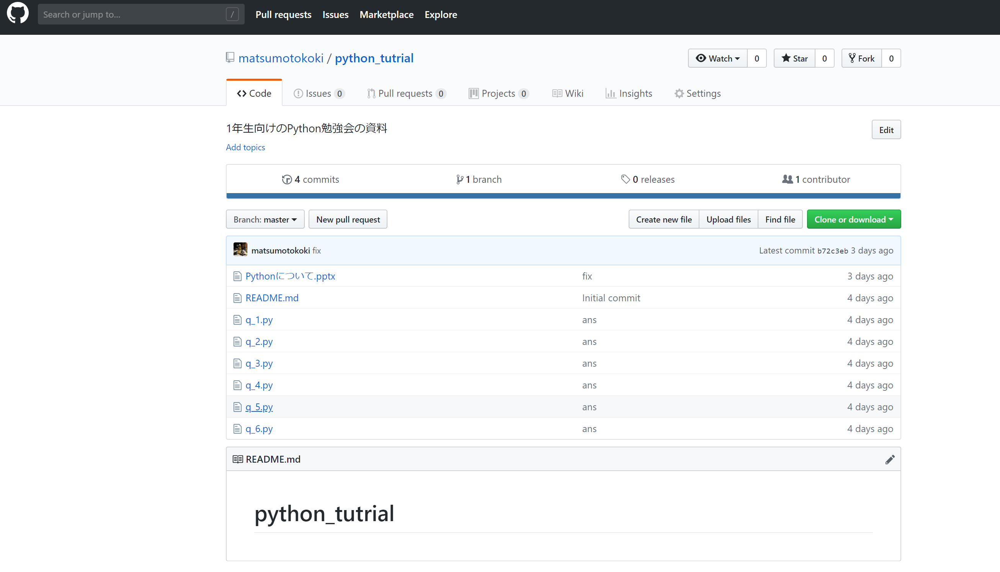 Search or jump to... / Pull requests Issues Marketplace Explore
matsumotokoki / python_tutrial Watch 0 Star 0 Fork 0
Code Issues 0 Pull requests 0 Projects 0 Wiki Insights Settings
1年生向けのPython勉強会の資料 Edit
Add topics
4 commits 1 branch 0 releases 1 contributor
Branch: master New pull request Create new file Upload files Find file Clone or download
matsumotokoki fix Latest commit b72c3eb 3 days ago
Pythonについて.pptx fix 3 days ago
README.md Initial commit 4 days ago
q_1.py ans 4 days ago
q_2.py ans 4 days ago
q_3.py ans 4 days ago
q_4.py ans 4 days ago
q_5.py ans 4 days ago
q_6.py ans 4 days ago
README.md
python_tutrial